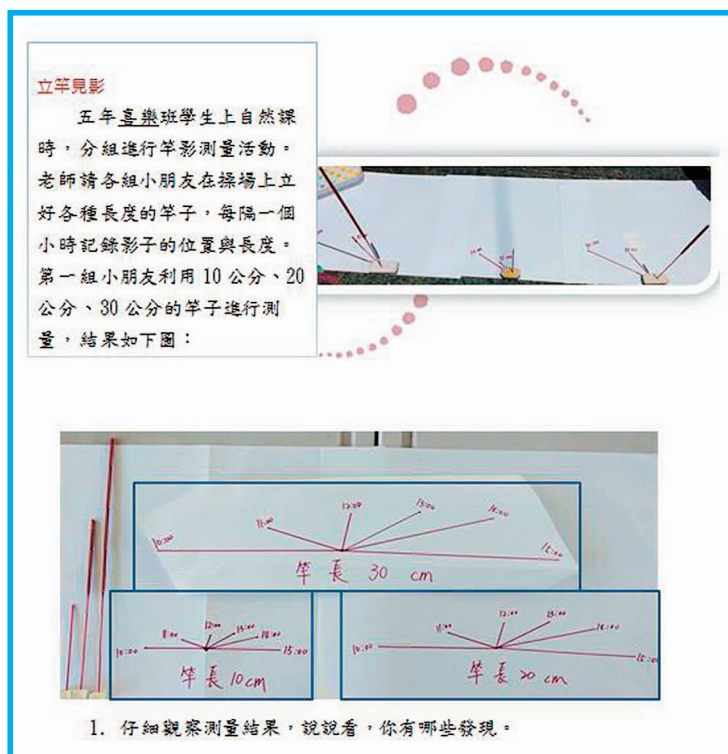 立竿見影
五年喜樂班學生上自然課
時，分組進行竿影測量活動。
老師請各組小朋友在操場上立
好各種長度的竿子，每隔一個
小時記錄影子的位置與長度。
第一組小朋友利用 10 公分、20
公分、30 公分的竿子進行測
量，結果如下圖：
10:00
11:00
12:00
13:00
14:00
15:00
竿長 30 cm
10:00
11:00
12:00
13:00
14:00
15:00
竿長 10cm
10:00
11:00
12:00
13:00
14:00
15:00
竿長 20 cm
1. 仔細觀察測量結果，說說看，你有哪些發現。